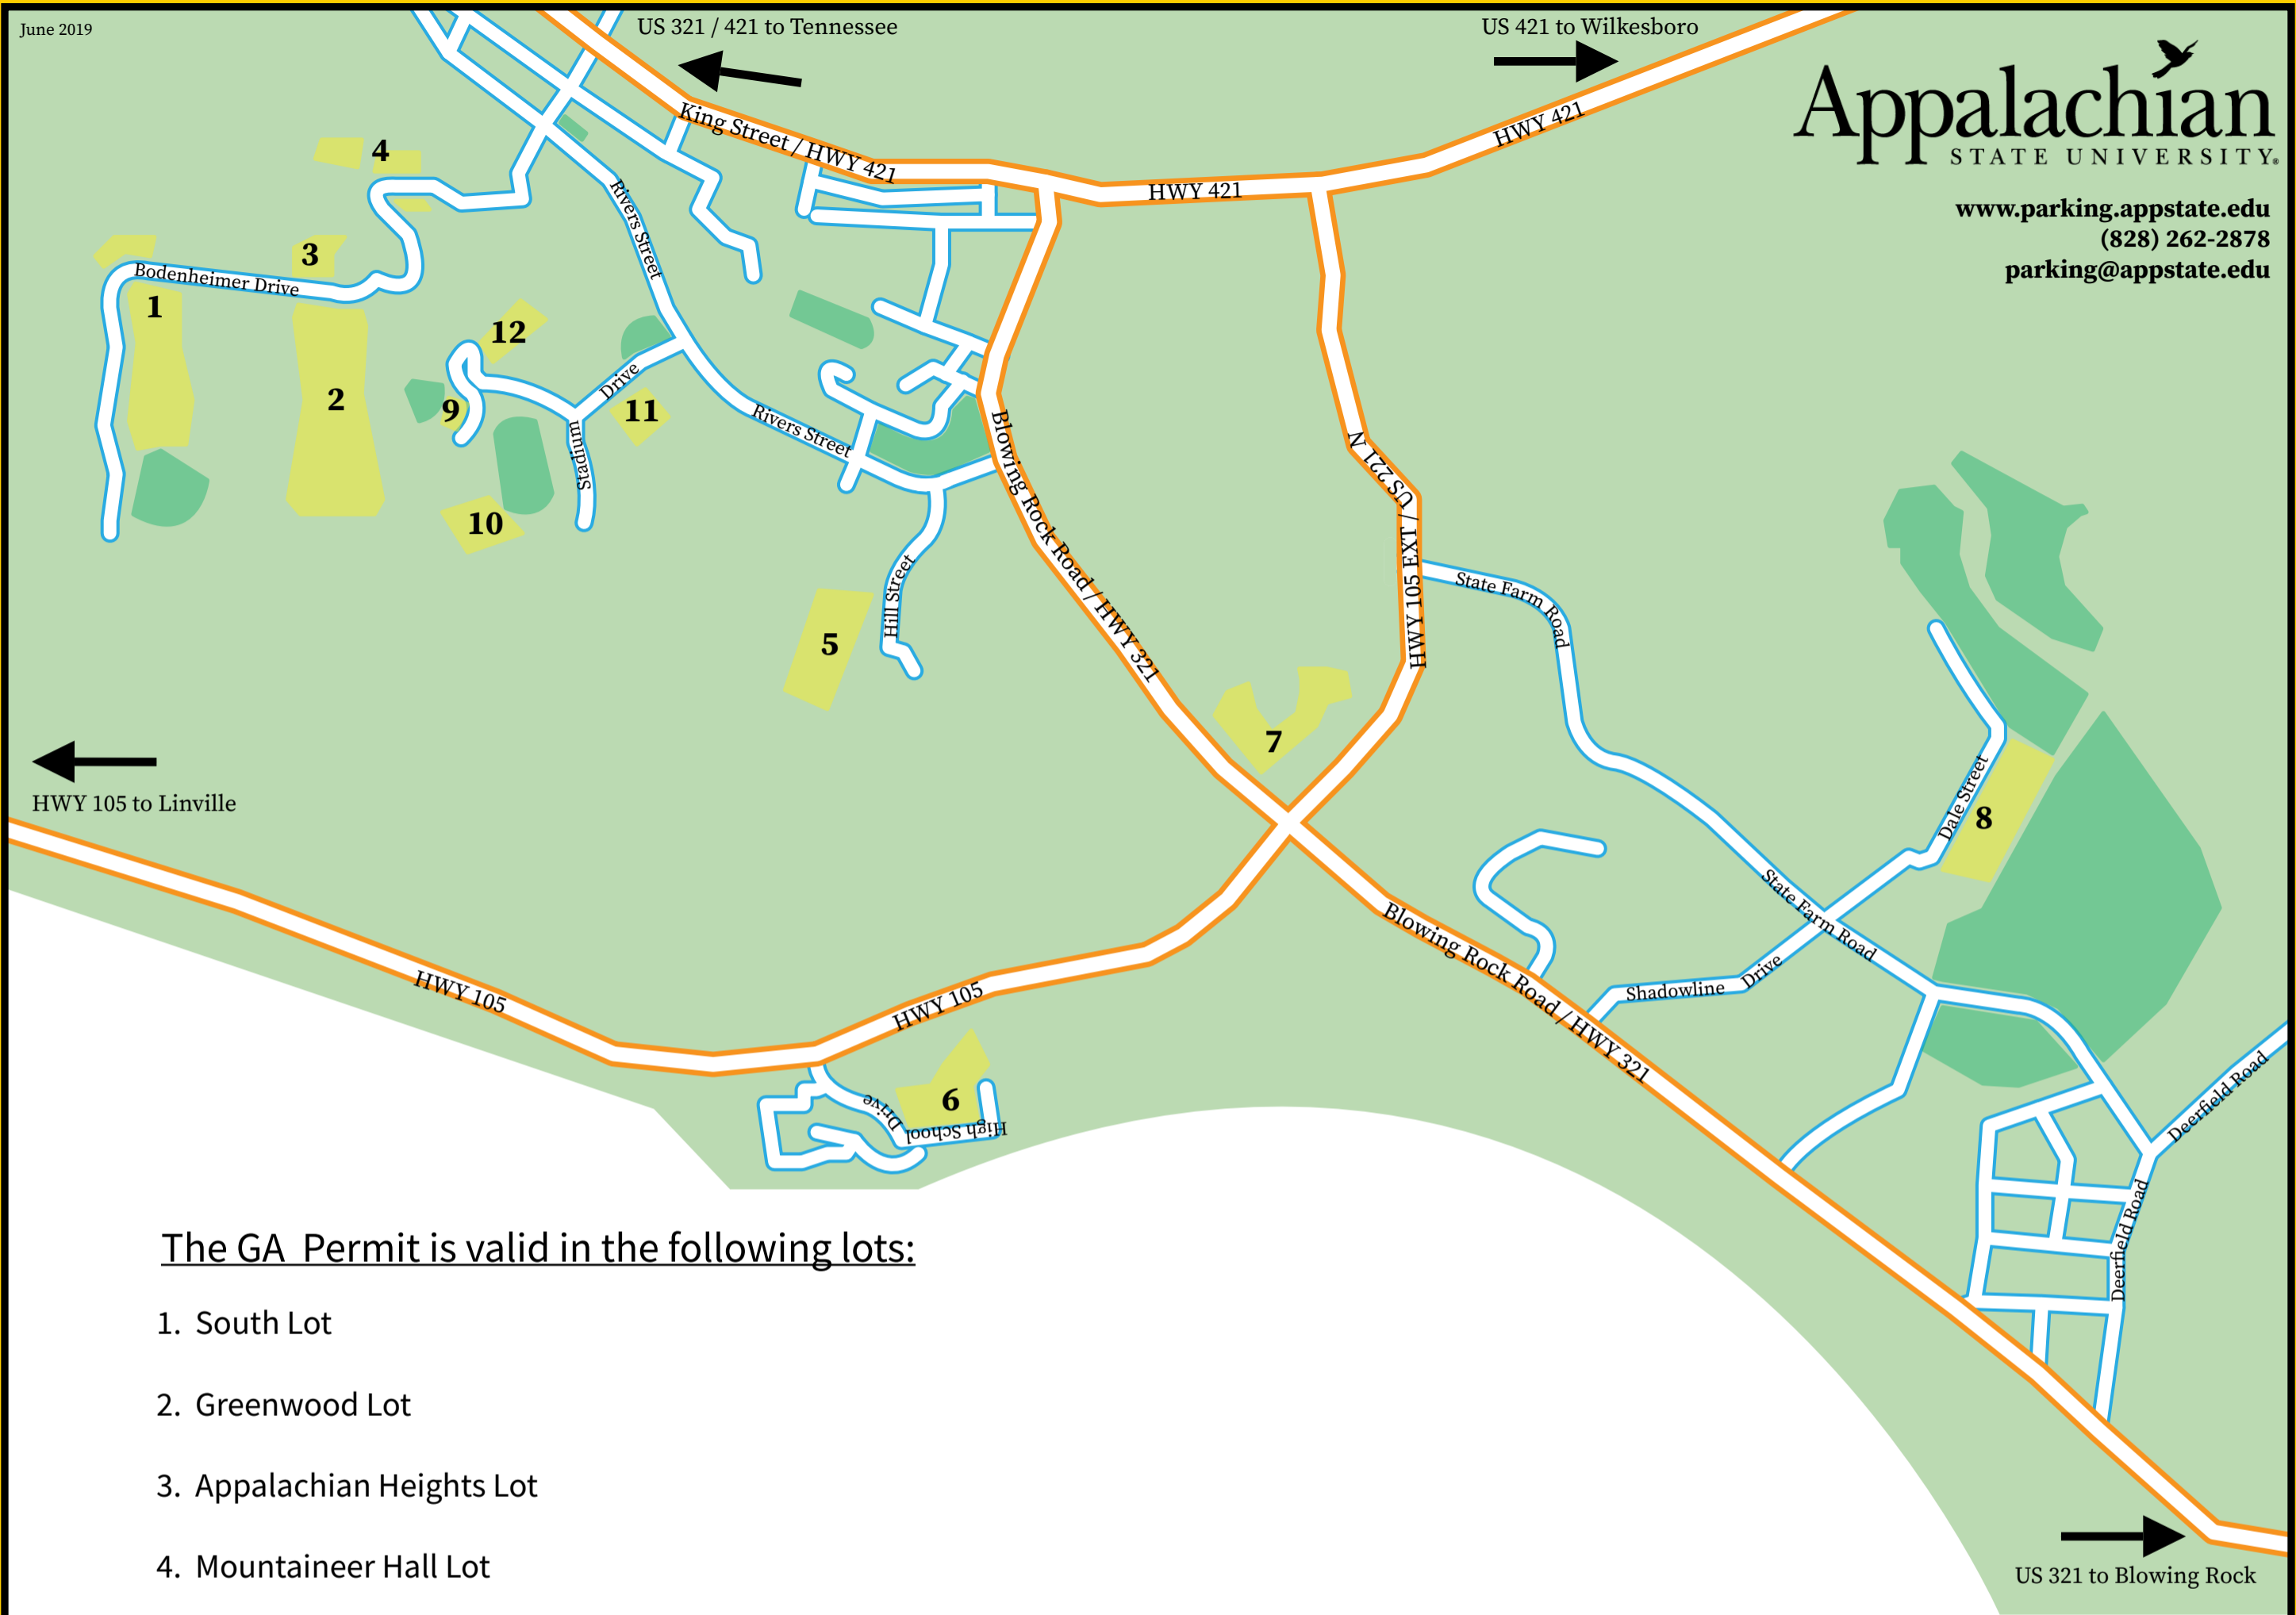 June 2019
US 321 / 421 to Tennessee
US 421 to Wilkesboro
Appalachian
STATE UNIVERSITY®
www.parking.appstate.edu
(828) 262-2878
parking@appstate.edu
King Street / HWY 421
HWY 421
HWY 421
4
3
Bodenheimer Drive
1
2
12
9
10
11
Rivers Street
Stadium
Drive
Rivers Street
Hill Street
5
Blowing Rock Road / HWY 321
HWY 105 EXT / US 221 N
State Farm Road
7
Dale Street
8
HWY 105 to Linville
HWY 105
HWY 105
6
High School
Drive
Blowing Rock Road / HWY 321
Shadowline
Drive
State Farm Road
Deerfield Road
Deerfield Road
US 321 to Blowing Rock
The GA Permit is valid in the following lots:
1. South Lot
2. Greenwood Lot
3. Appalachian Heights Lot
4. Mountaineer Hall Lot